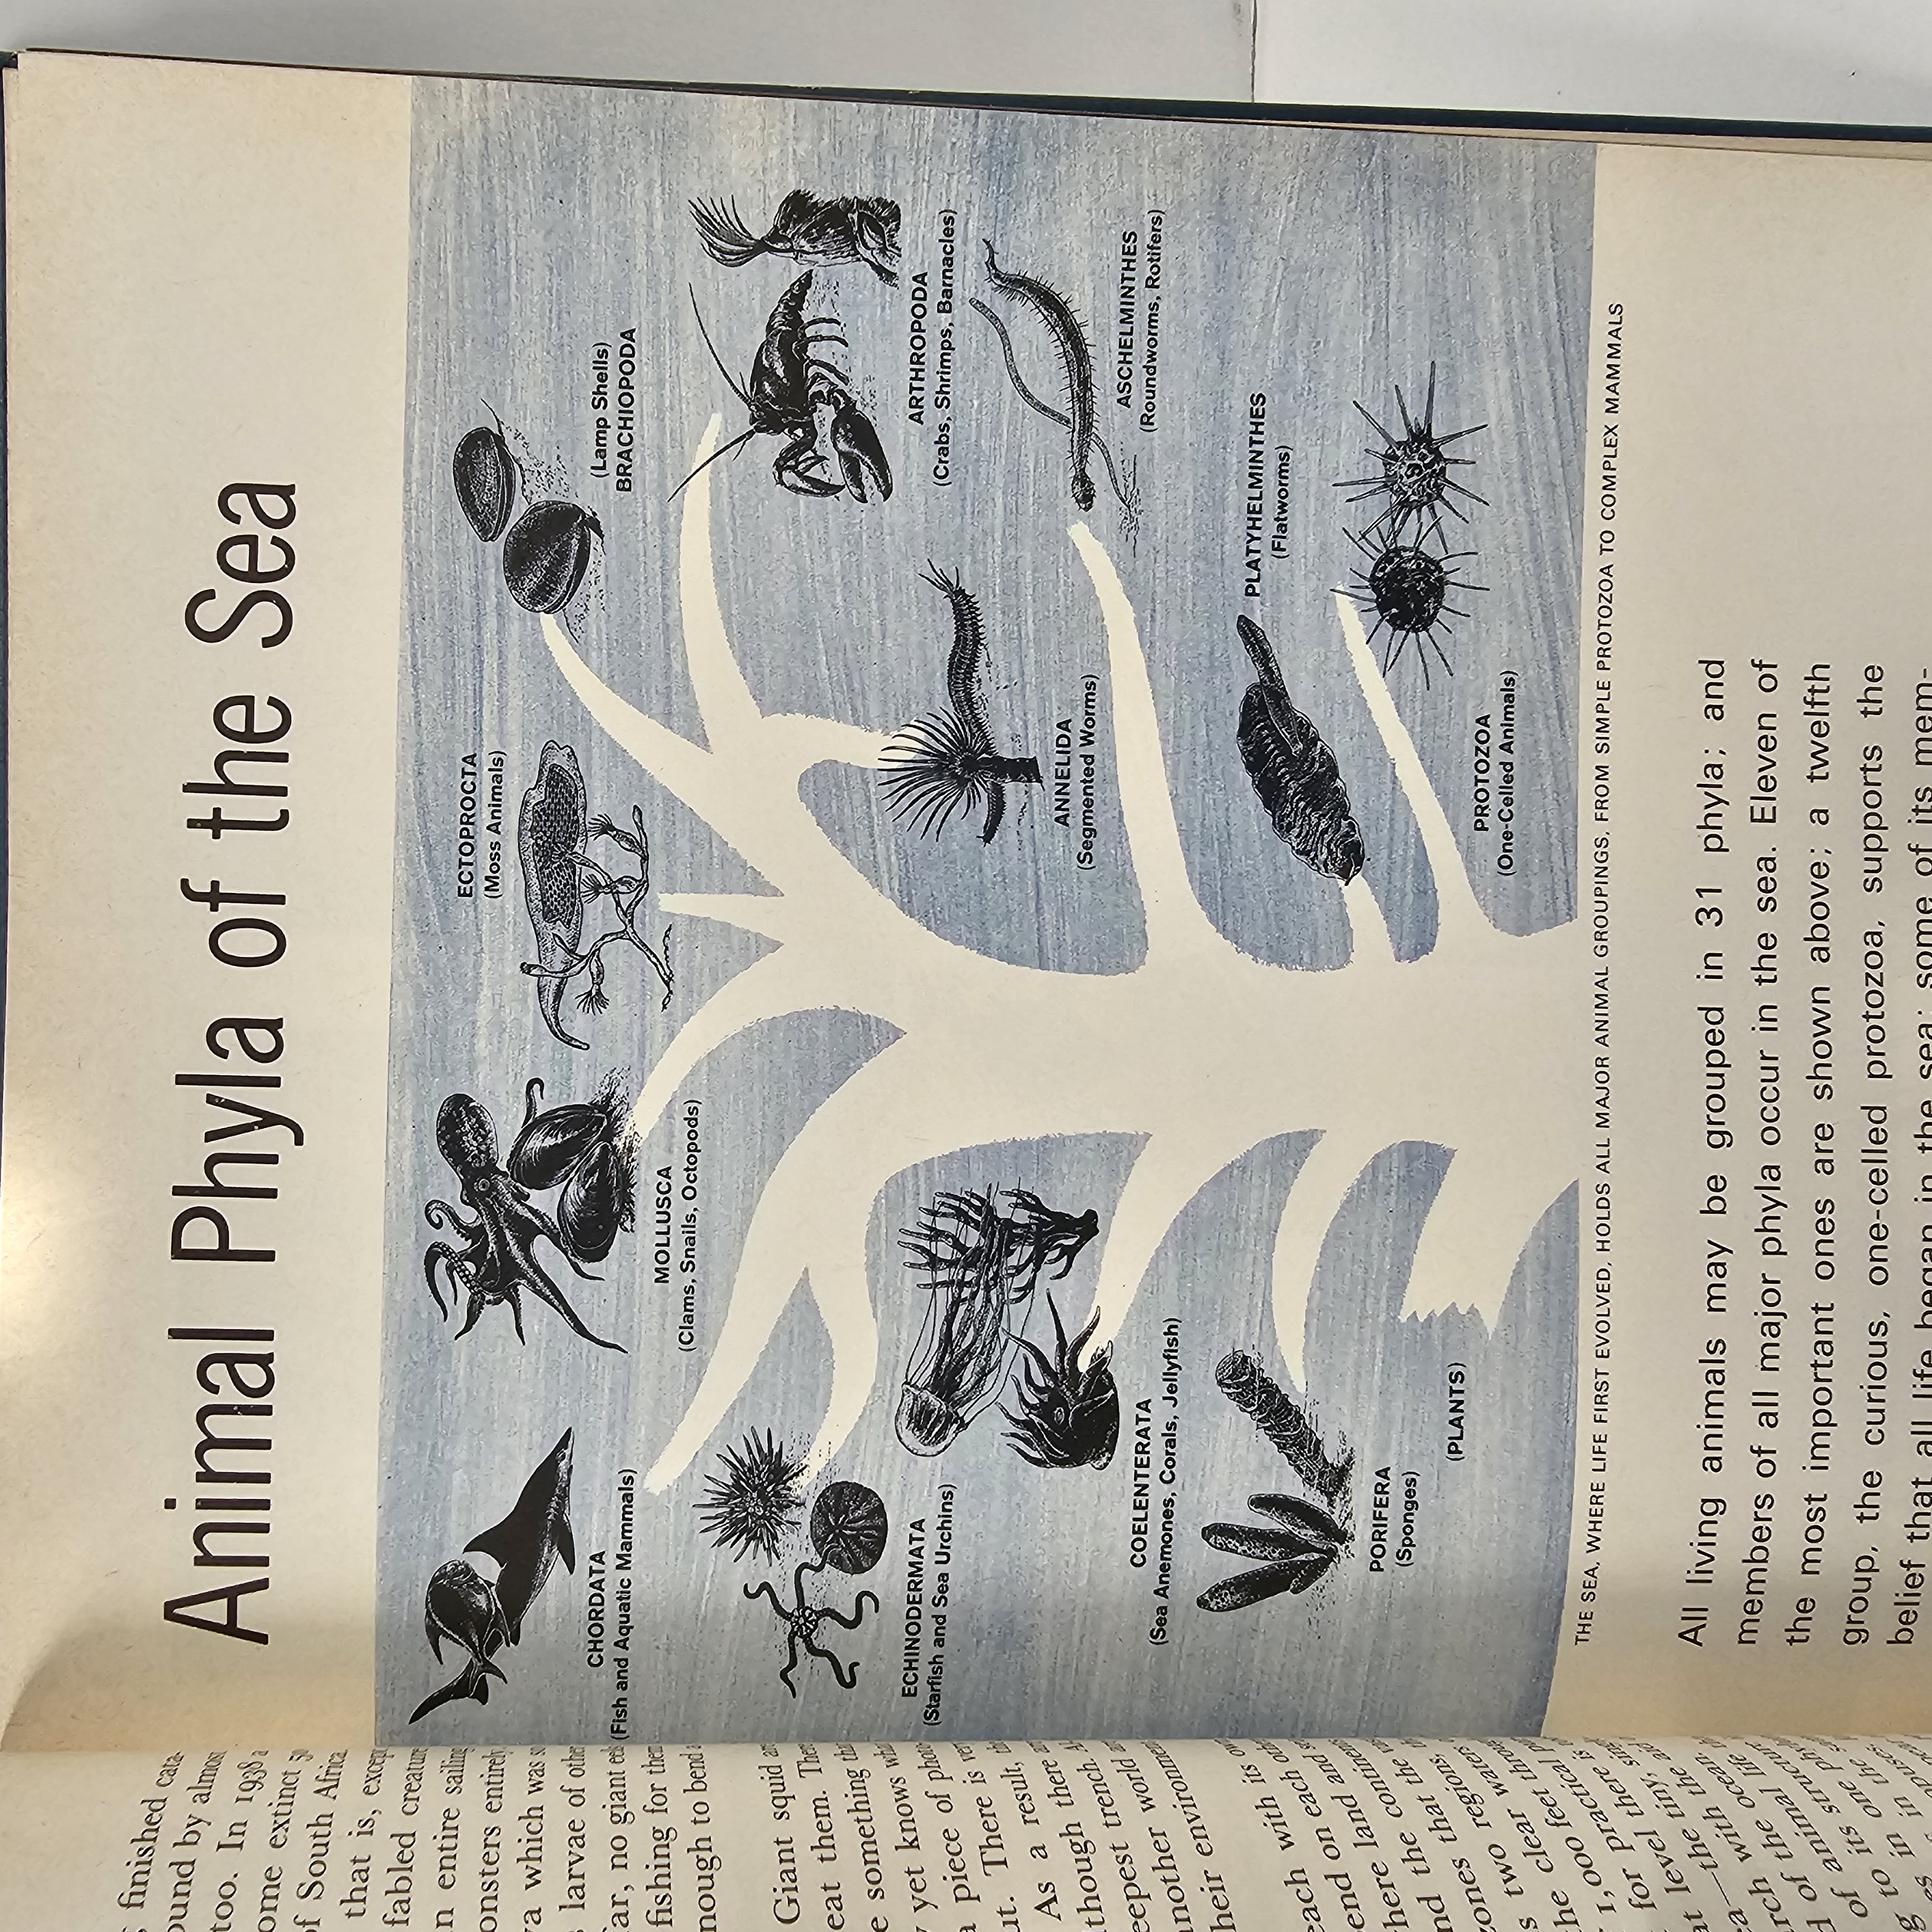 finished cata-
ound by almost
too. In 1938 a
ome extinct 50
of South Africa.
that is, except
fabled creature
n entire sailing
onsters entirely.
va which was so
larvae of other
far, no giant eels
fishing for them
nough to bend a
Giant squid are
eat them. There
e something that
y yet knows what
a piece of photo-
ut. There is very
As a result, the
lthough there are
eepest trench.
another world
heir environment.
each with its own
end on each other
here land and sea
nd the continents
zones that the
s two regions, the
the clear waters
1,000 feet through
for practical
at level there is
ea—the tiny,
rch with the aid
d of the ocean.
of animal life
g to its structure
es in one
s in the
Animal Phyla of the Sea
CHORDATA
(Fish and Aquatic Mammals)
MOLLUSCA
(Clams, Snails, Octopods)
ECTOPROCTA
(Moss Animals)
(Lamp Shells)
BRACHIOPODA
ECHINODERMATA
(Starfish and Sea Urchins)
ARTHROPODA
(Crabs, Shrimps, Barnacles)
ANNELIDA
(Segmented Worms)
COELENTERATA
(Sea Anemones, Corals, Jellyfish)
ASCHELMINTHES
(Roundworms, Rotifers)
PLATYHELMINTHES
(Flatworms)
PORIFERA
(Sponges)
(PLANTS)
PROTOZOA
(One-Celled Animals)
THE SEA, WHERE LIFE FIRST EVOLVED, HOLDS ALL MAJOR ANIMAL GROUPINGS, FROM SIMPLE PROTOZOA TO COMPLEX MAMMALS
All living animals may be grouped in 31 phyla; and
members of all major phyla occur in the sea. Eleven of
the most important ones are shown above; a twelfth
group, the curious, one-celled protozoa, supports the
belief that all life began in the sea; some of its mem-